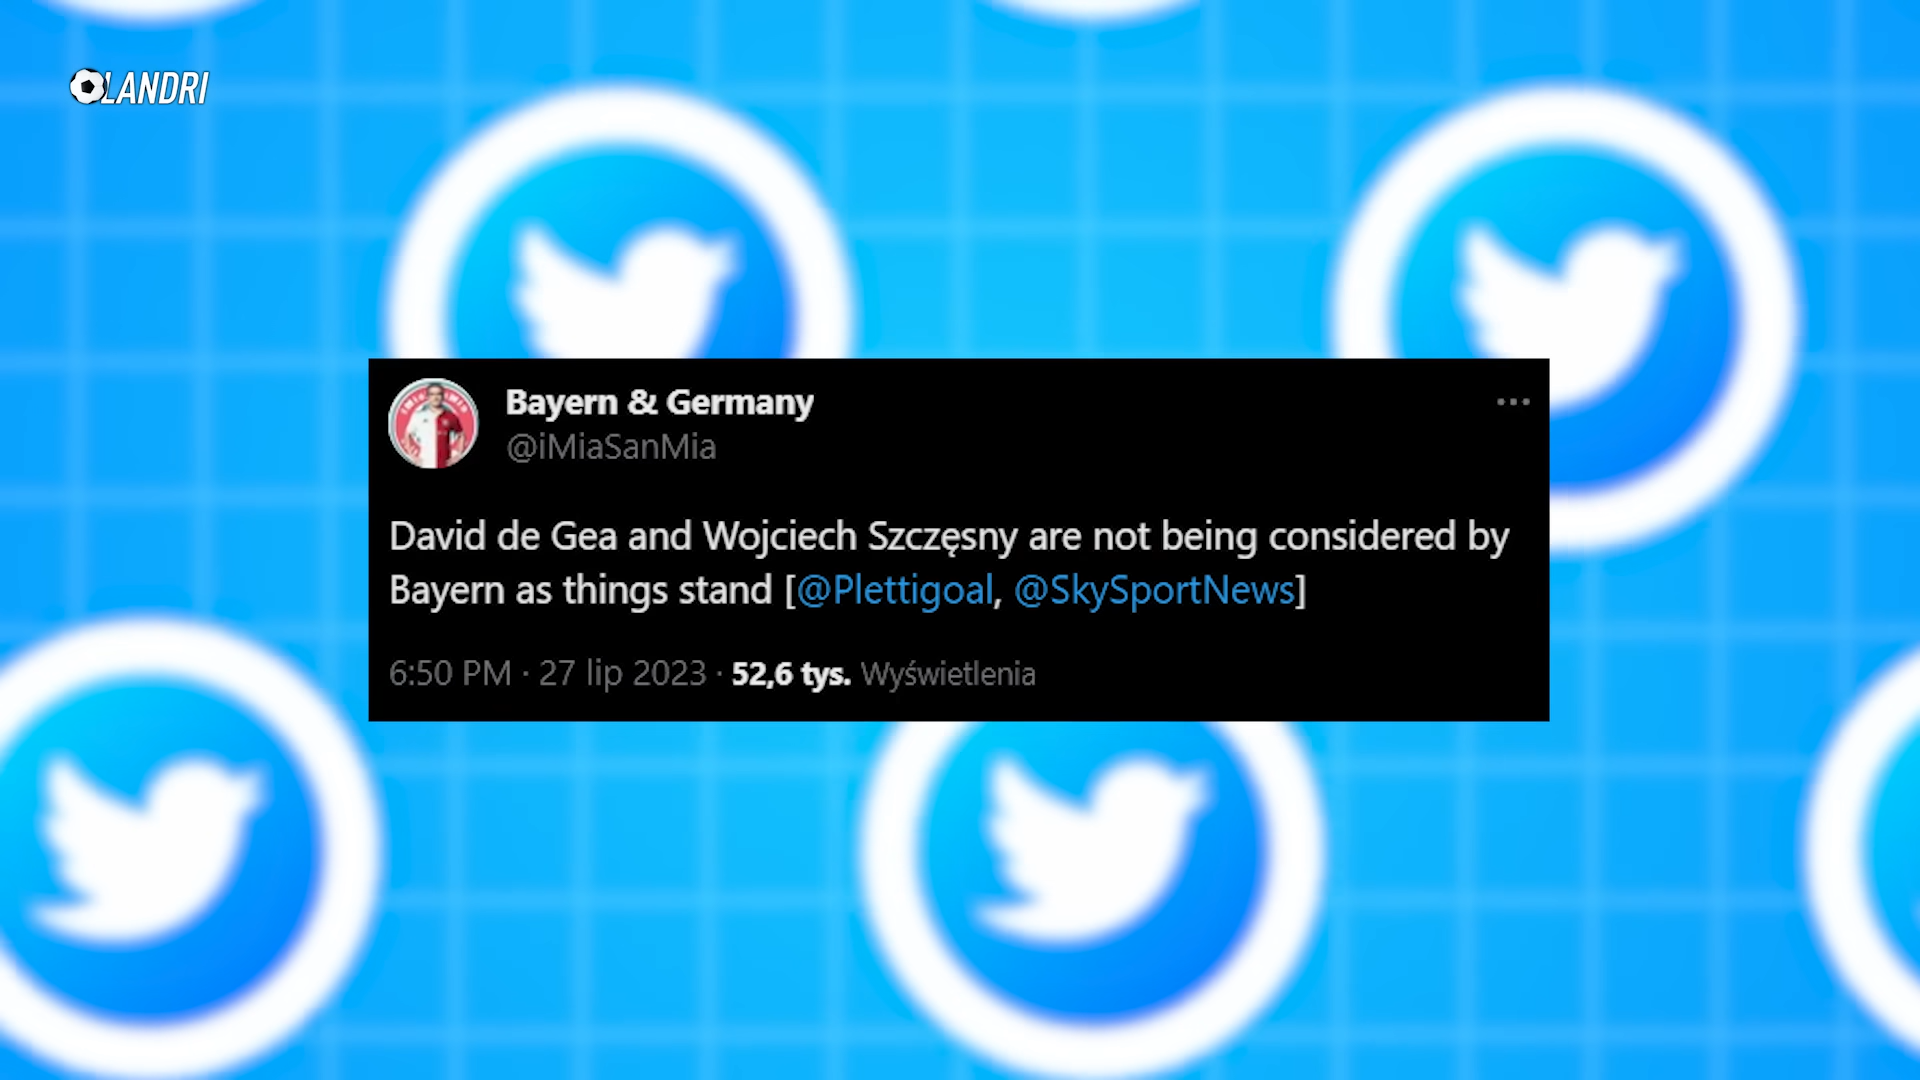 OLANDRI
Bayern & Germany
@iMiaSanMia
David de Gea and Wojciech Szczęsny are not being considered by
Bayern as things stand [@Plettigoal, @SkySportNews]
6:50 PM · 27 lip 2023 · 52,6 tys. Wyświetlenia